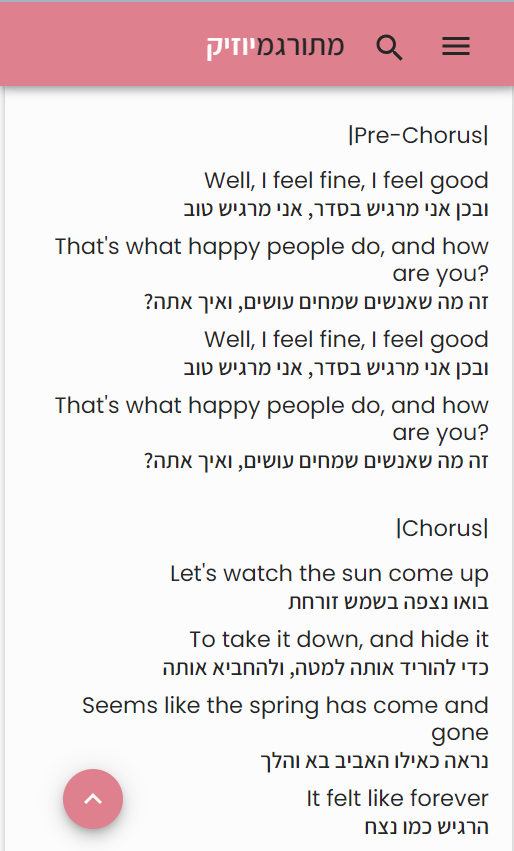 מתורגמיוזיק
|Pre-Chorus|
Well, I feel fine, I feel good
ובכן אני מרגיש בסדר, אני מרגיש טוב
That's what happy people do, and how
are you?
זה מה שאנשים שמחים עושים, ואיך אתה?
Well, I feel fine, I feel good
ובכן אני מרגיש בסדר, אני מרגיש טוב
That's what happy people do, and how
are you?
זה מה שאנשים שמחים עושים, ואיך אתה?
|Chorus|
Let's watch the sun come up
בואו נצפה בשמש זורחת
To take it down, and hide it
כדי להוריד אותה למטה, ולהחביא אותה
Seems like the spring has come and
gone
נראה כאילו האביב בא והלך
It felt like forever
הרגיש כמו נצח